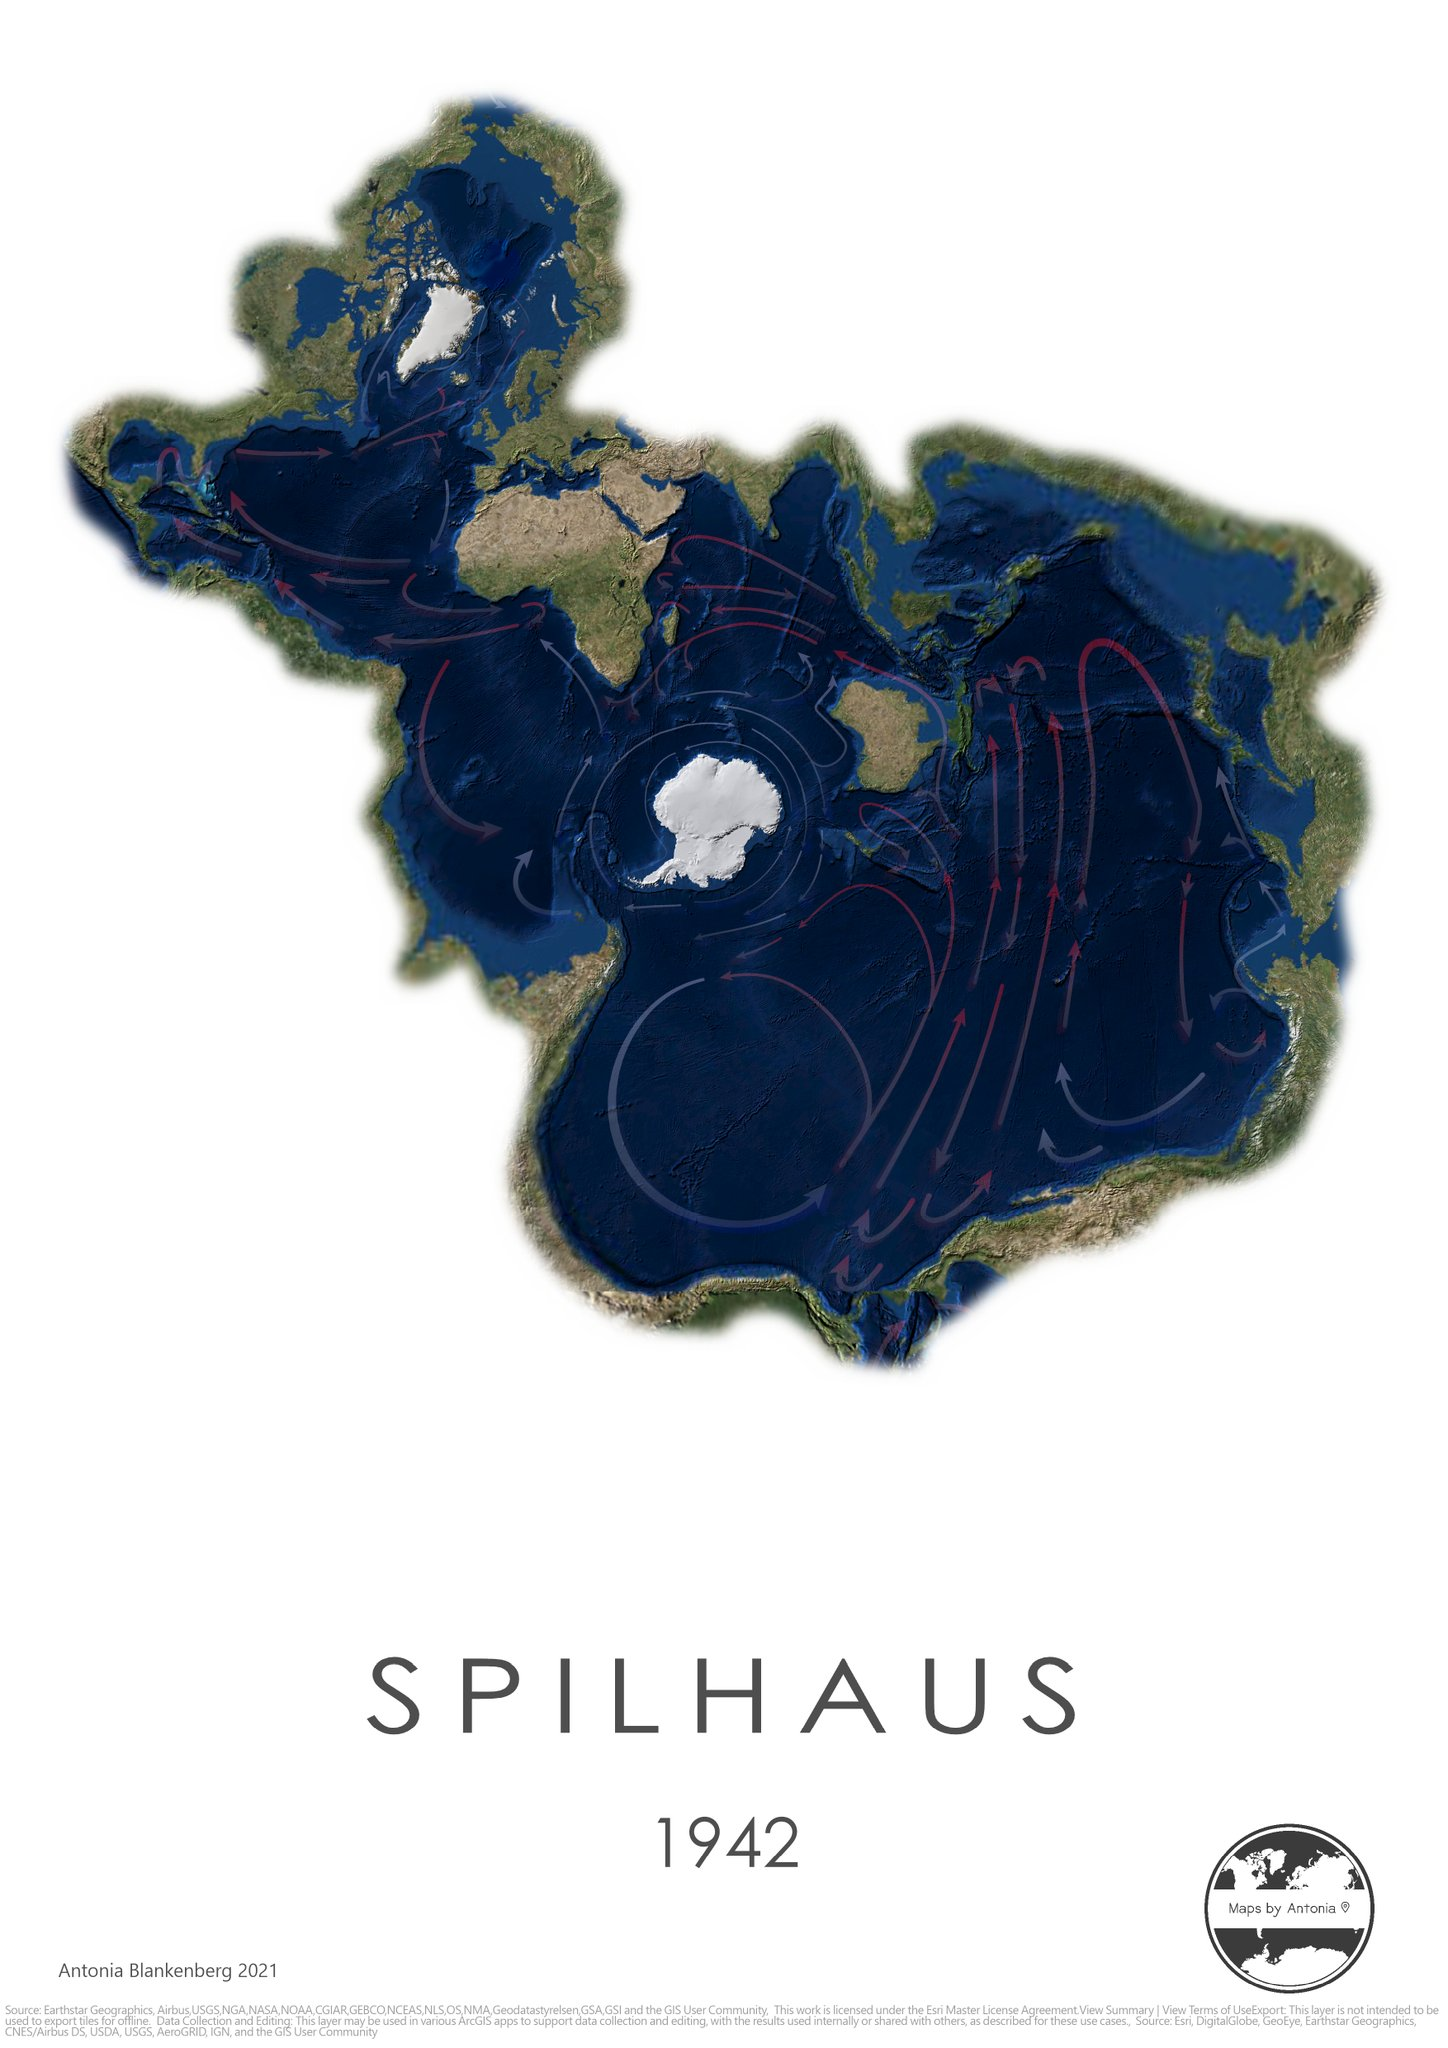 SPILHAUS
1942
Maps by Antonia
Antonia Blankenberg 2021
Source: Earthstar Geographics, Airbus,USGS,NGA,NASA,NOAA,CGIAR,GEBCO,NCEAS,NLS,OS,NMA,Geodatastyrelsen,GSA,GSI and the GIS User Community,  This work is licensed under the Esri Master License Agreement.View Summary | View Terms of UseExport: This layer is not intended to be
used to export tiles for offline.  Data Collection and Editing: This layer may be used in various ArcGIS apps to support data collection and editing, with the results used internally or shared with others, as described for these use cases.,  Source: Esri, DigitalGlobe, GeoEye, Earthstar Geographics,
CNES/Airbus DS, USDA, USGS, AeroGRID, IGN, and the GIS User Community